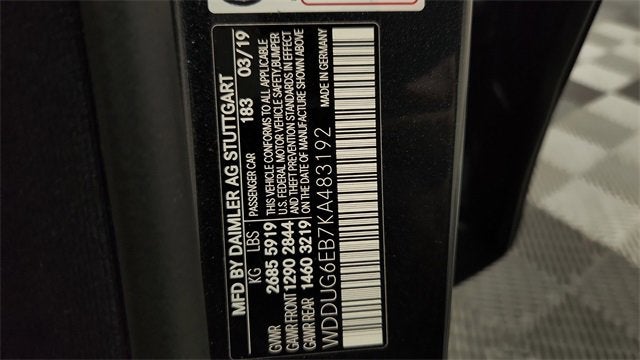 MFD BY DAIMLER AG STUTTGART
183 03/19
KG LBS
GVWR 2685 5919
GAWR FRONT 1290 2844
GAWR REAR 1460 3219
PASSENGER CAR
THIS VEHICLE CONFORMS TO ALL APPLICABLE
U.S. FEDERAL MOTOR VEHICLE SAFETY, BUMPER
AND THEFT PREVENTION STANDARDS IN EFFECT
ON THE DATE OF MANUFACTURE SHOWN ABOVE
WDDUG6EB7KA483192
MADE IN GERMANY